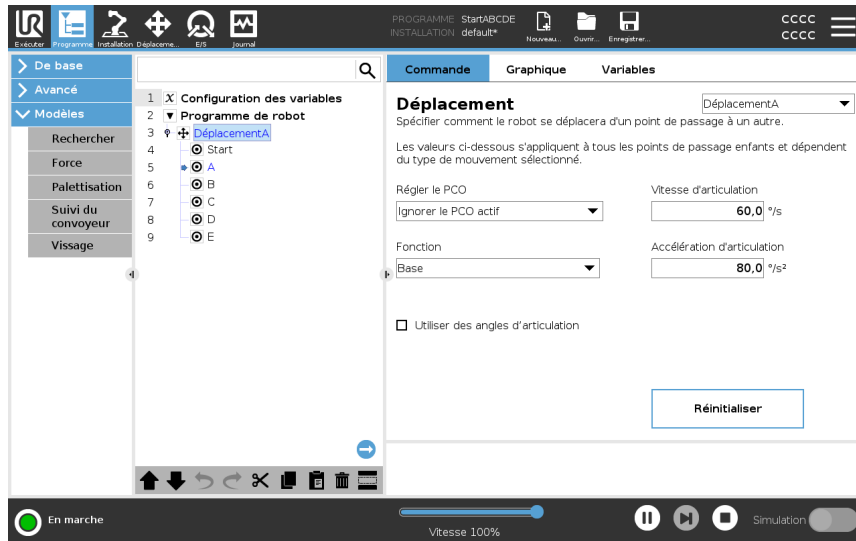 UR
PROGRAMME StartABCDE
INSTALLATION default*
CCCC
CCCC
Exécuter
Programme
Installation
Déplaceme...
E/S
Journal
Nouveau...
Ouvrir...
Enregistrer...
De base
Avancé
Modèles
Rechercher
Force
Palettisation
Suivi du
convoyeur
Vissage
1 X Configuration des variables
2 Programme de robot
3 DéplacementA
4 Start
5 A
6 B
7 C
8 D
9 E
Commande Graphique Variables
Déplacement
DéplacementA
Spécifier comment le robot se déplacera d'un point de passage à un autre.
Les valeurs ci-dessous s'appliquent à tous les points de passage enfants et dépendent
du type de mouvement sélectionné.
Régler le PCO
Vitesse d'articulation
Ignorer le PCO actif
60,0 °/s
Fonction
Accélération d'articulation
Base
80,0 °/s²
Utiliser des angles d'articulation
Réinitialiser
En marche
Vitesse 100%
Simulation